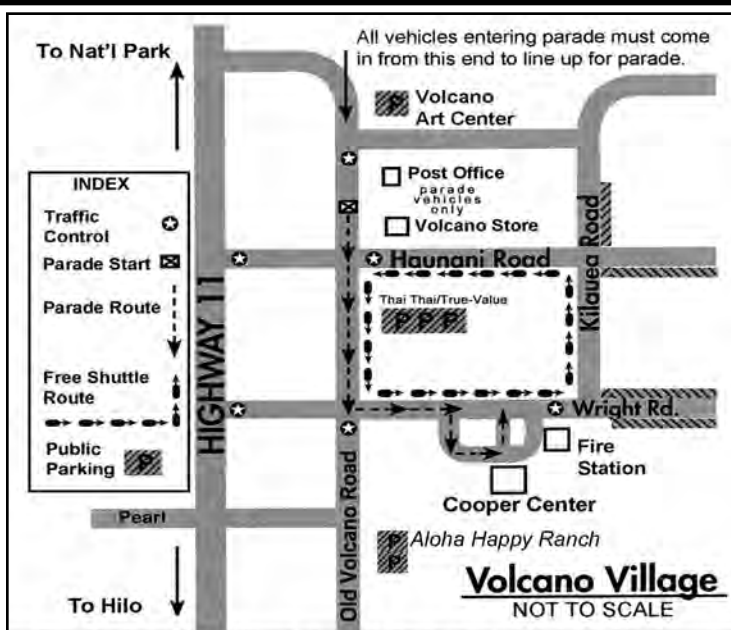 To Nat'l Park
All vehicles entering parade must come
in from this end to line up for parade.
P
Volcano
Art Center
INDEX
Traffic
Control
Parade Start
Parade Route
Free Shuttle
Route
Public
Parking
P
Post Office
parade
vehicles
only
Volcano Store
Haunani Road
Kilauea Road
HIGHWAY 11
Thai Thai/True-Value
P P P
Wright Rd.
Fire
Station
Cooper Center
Pearl
Old Volcano Road
P
P
Aloha Happy Ranch
To Hilo
Volcano Village
NOT TO SCALE